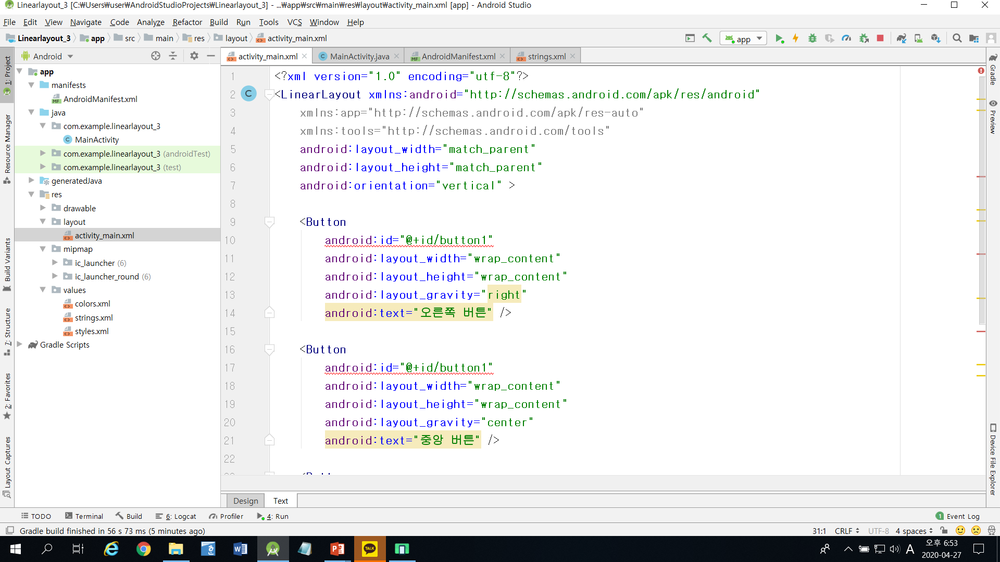 Linearlayout_3 [C:₩Users₩user₩AndroidStudioProjects₩Linearlayout_3] - ...₩app₩src₩main₩res₩layout₩activity_main.xml [app] - Android Studio
File Edit View Navigate Code Analyze Refactor Build Run Tools VCS Window Help
Linearlayout_3 app src main res layout activity_main.xml
app
Android
activity_main.xml MainActivity.java AndroidManifest.xml strings.xml
1: Project
Resource Manager
Build Variants
7: Structure
2: Favorites
Layout Captures
app
manifests
AndroidManifest.xml
java
com.example.linearlayout_3
MainActivity
com.example.linearlayout_3 (androidTest)
com.example.linearlayout_3 (test)
generatedJava
res
drawable
layout
activity_main.xml
mipmap
ic_launcher (6)
ic_launcher_round (6)
values
colors.xml
strings.xml
styles.xml
Gradle Scripts
1 <?xml version="1.0" encoding="utf-8"?>
2 C <LinearLayout xmlns:android="http://schemas.android.com/apk/res/android"
3 xmlns:app="http://schemas.android.com/apk/res-auto"
4 xmlns:tools="http://schemas.android.com/tools"
5 android:layout_width="match_parent"
6 android:layout_height="match_parent"
7 android:orientation="vertical" >
8
9 <Button
10 android:id="@+id/button1"
11 android:layout_width="wrap_content"
12 android:layout_height="wrap_content"
13 android:layout_gravity="right"
14 android:text="오른쪽 버튼" />
15
16 <Button
17 android:id="@+id/button1"
18 android:layout_width="wrap_content"
19 android:layout_height="wrap_content"
20 android:layout_gravity="center"
21 android:text="중앙 버튼" />
22
23 <Button
Gradle
Preview
Device File Explorer
Design Text
TODO Terminal Build 6: Logcat Profiler 4: Run 1 Event Log
Gradle build finished in 56 s 73 ms (5 minutes ago) 31:1 CRLF UTF-8 4 spaces
TALK
A
오후 6:53
2020-04-27